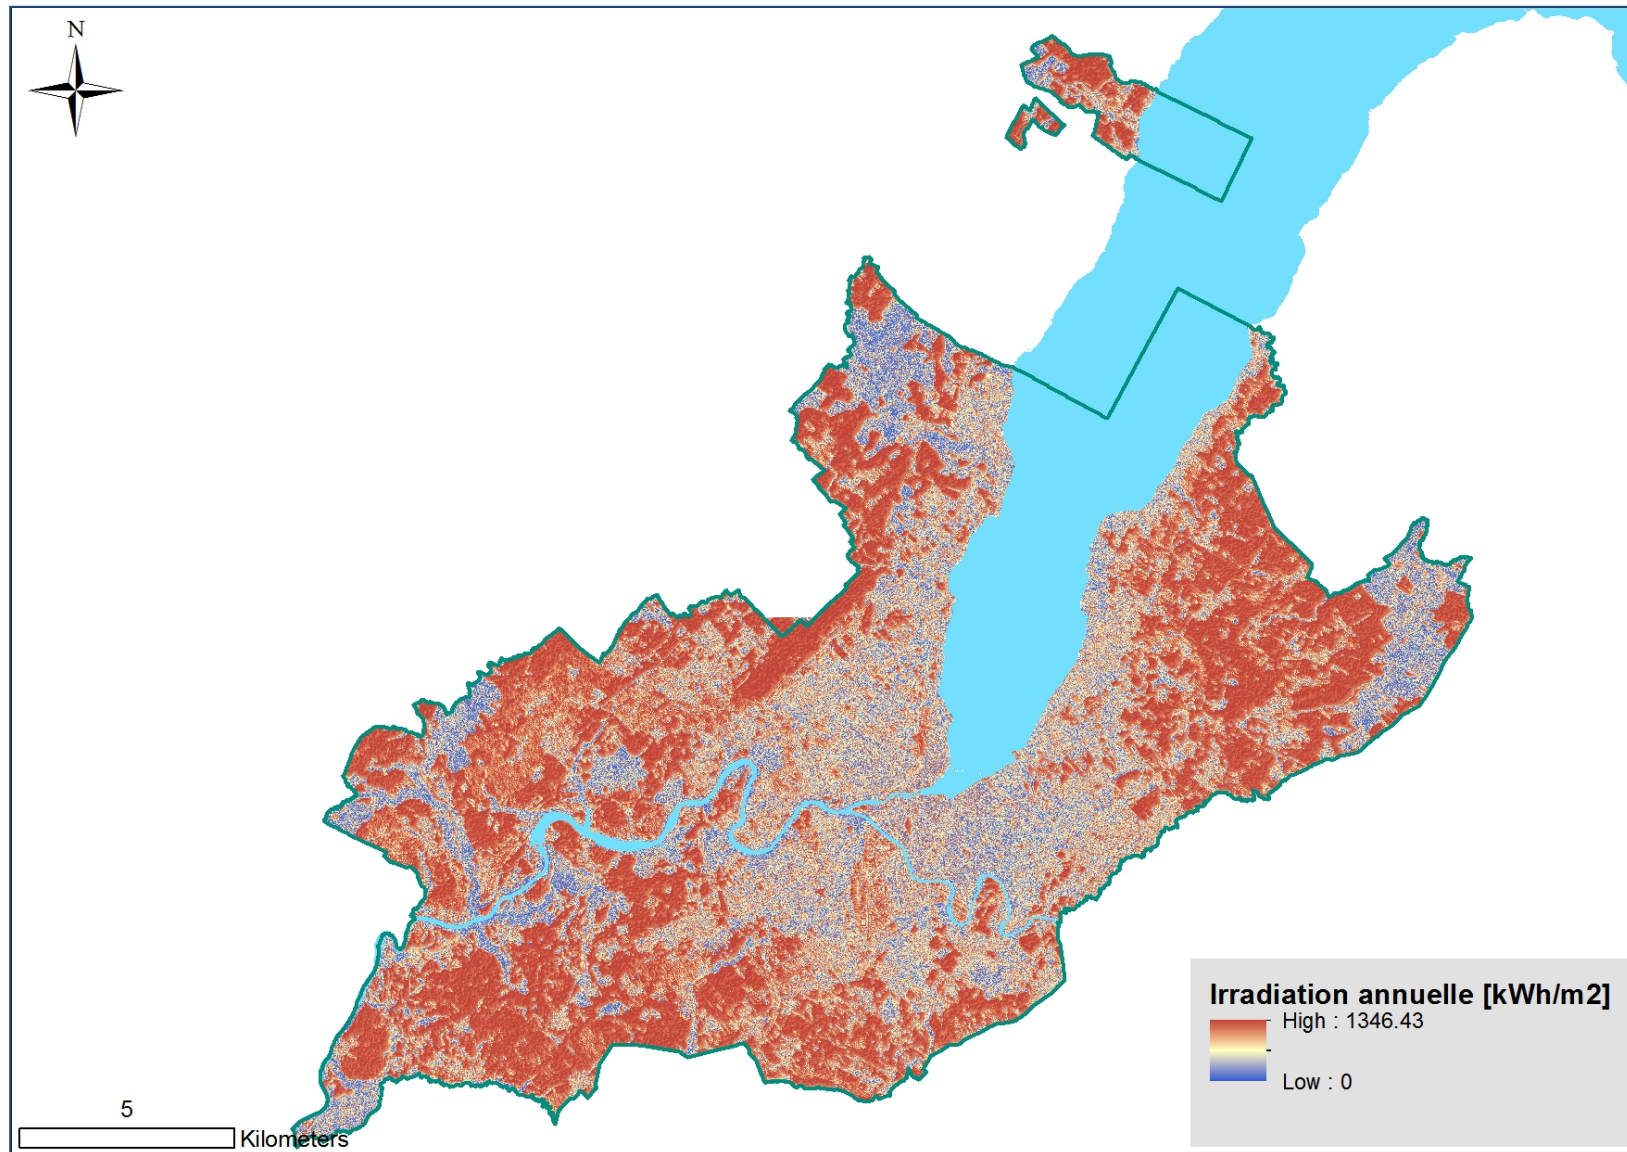 N
Irradiation annuelle [kWh/m2]
High : 1346.43
Low : 0
5
Kilometers